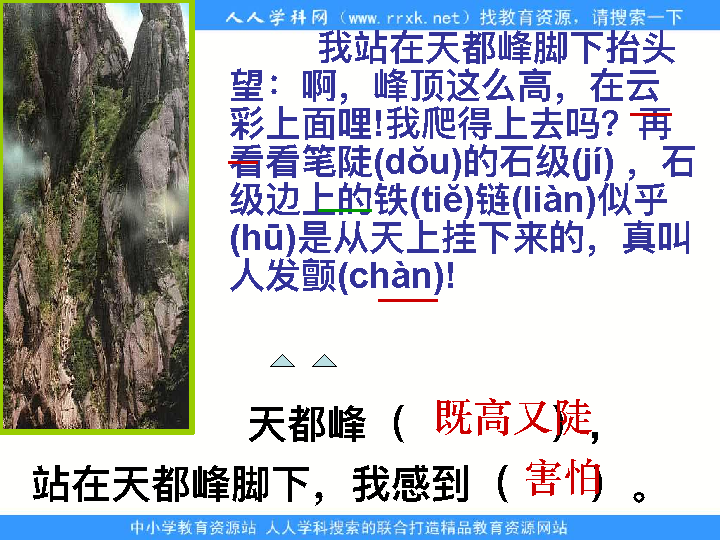 人人学科网（www.rrxk.net）找教育资源，请搜索一下
我站在天都峰脚下抬头
望：啊，峰顶这么高，在云
彩上面哩!我爬得上去吗？再
看看笔陡(dǒu)的石级(jí)，石
级边上的铁(tiě)链(liàn)似乎
(hū)是从天上挂下来的，真叫
人发颤(chàn)!
天都峰（既高又陡），
站在天都峰脚下，我感到（害怕）。
中小学教育资源站 人人学科搜索的联合打造精品教育资源网站